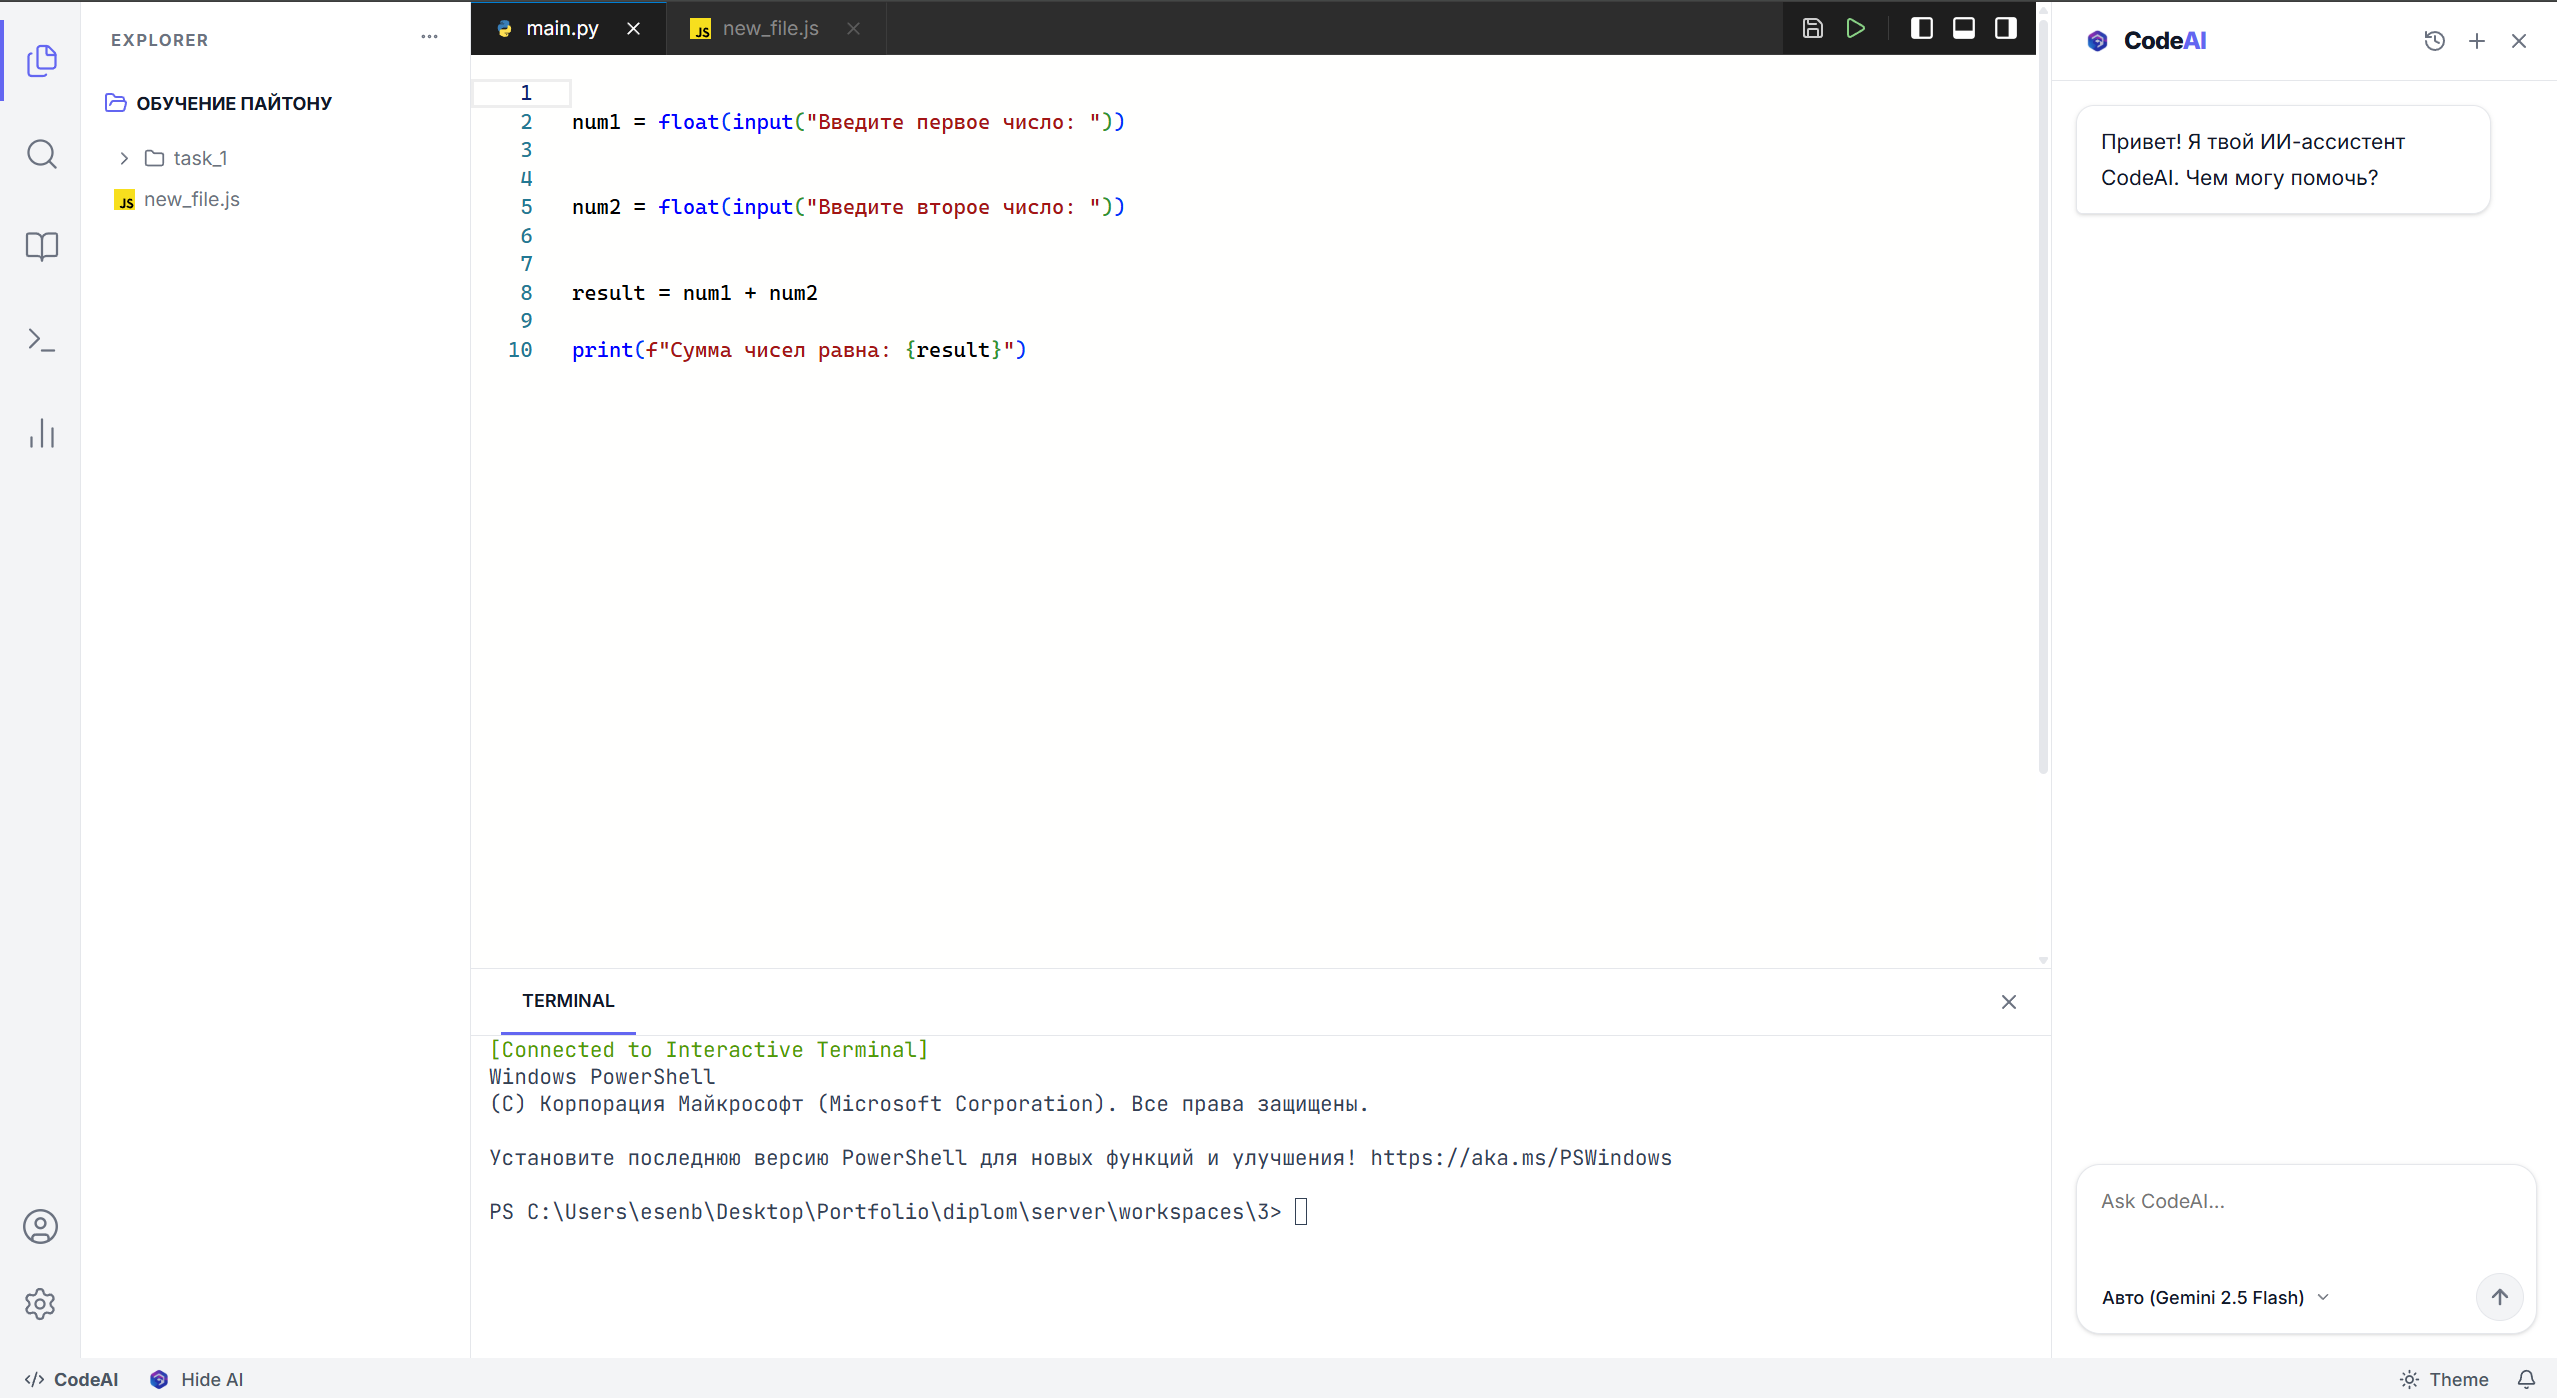 EXPLORER
ОБУЧЕНИЕ ПАЙТОНУ
task_1
JS new_file.js
main.py
JS new_file.js
1
2 num1 = float(input("Введите первое число: "))
3
4
5 num2 = float(input("Введите второе число: "))
6
7
8 result = num1 + num2
9
10 print(f"Сумма чисел равна: {result}")
TERMINAL
[Connected to Interactive Terminal]
Windows PowerShell
(C) Корпорация Майкрософт (Microsoft Corporation). Все права защищены.
Установите последнюю версию PowerShell для новых функций и улучшения! https://aka.ms/PSWindows
PS C:\Users\esenb\Desktop\Portfolio\diplom\server\workspaces\3>
CodeAI
Привет! Я твой ИИ-ассистент
CodeAI. Чем могу помочь?
Ask CodeAI...
Авто (Gemini 2.5 Flash)
</> CodeAI
Hide AI
Theme